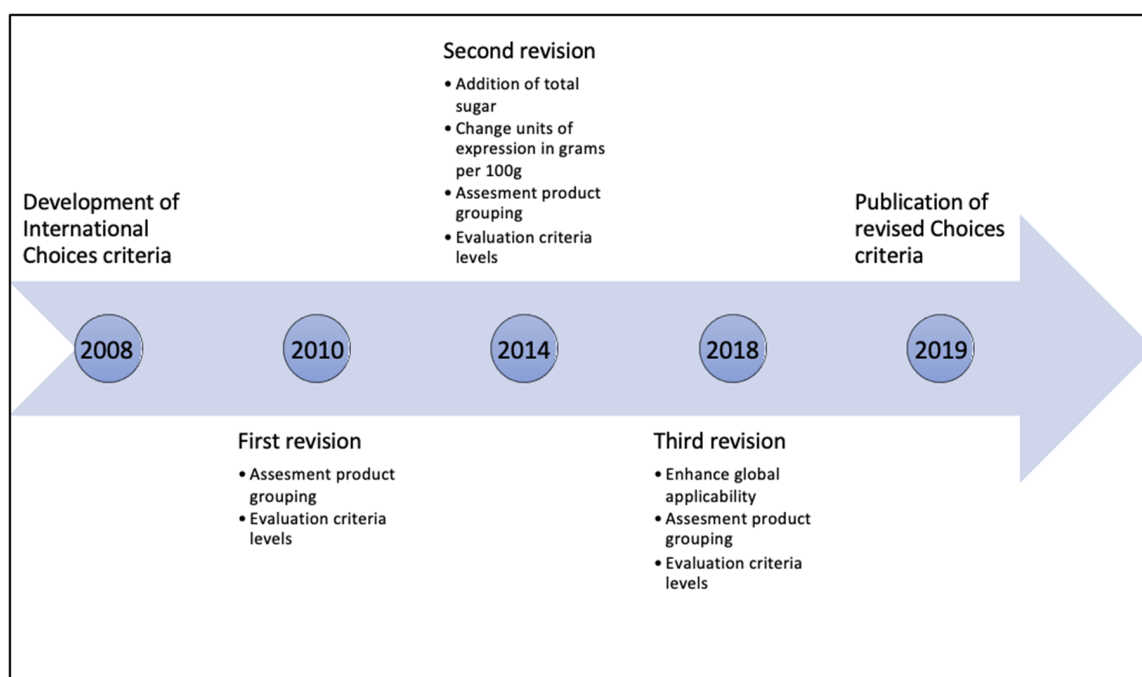 Second revision
• Addition of total
sugar
• Change units of
expression in grams
per 100g
• Assesment product
grouping
• Evaluation criteria
levels
Development of
International
Choices criteria
Publication of
revised Choices
criteria
2008
2010
2014
2018
2019
First revision
• Assesment product
grouping
• Evaluation criteria
levels
Third revision
• Enhance global
applicability
• Assesment product
grouping
• Evaluation criteria
levels